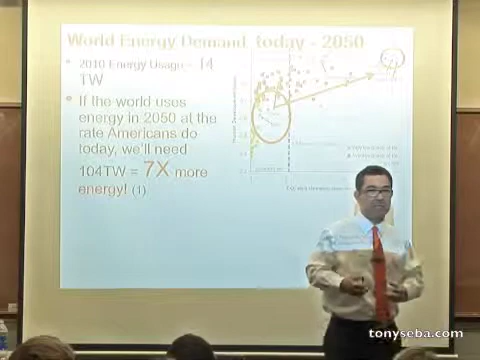 World Energy Demand today - 2050
• 2010 Energy Usage - 14
TW
• If the world uses
energy in 2050 at the
rate Americans do
today, we'll need
104TW = 7X more
energy! (1)
tonyseba.com